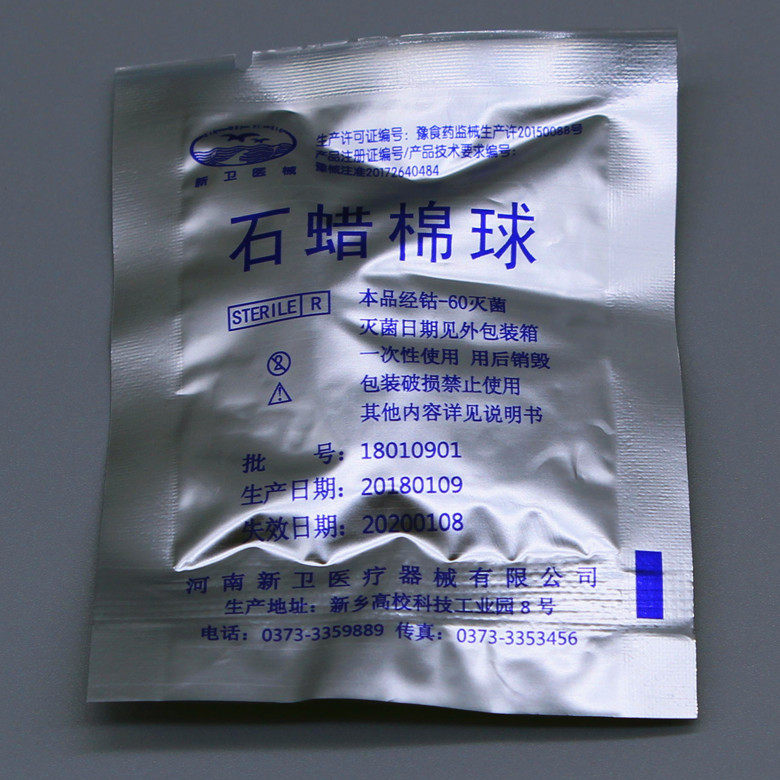 新卫医械
生产许可证编号：豫食药监械生产许20150088号
产品注册证编号/产品技术要求编号：
豫械注准20172640484
石蜡棉球
STERILE R
本品经钴-60灭菌
灭菌日期见外包装箱
一次性使用 用后销毁
包装破损禁止使用
其他内容详见说明书
2
批 号：18010901
生产日期：20180109
失效日期：20200108
河南新卫医疗器械有限公司
生产地址：新乡高校科技工业园8号
电话：0373-3359889 传真：0373-3353456